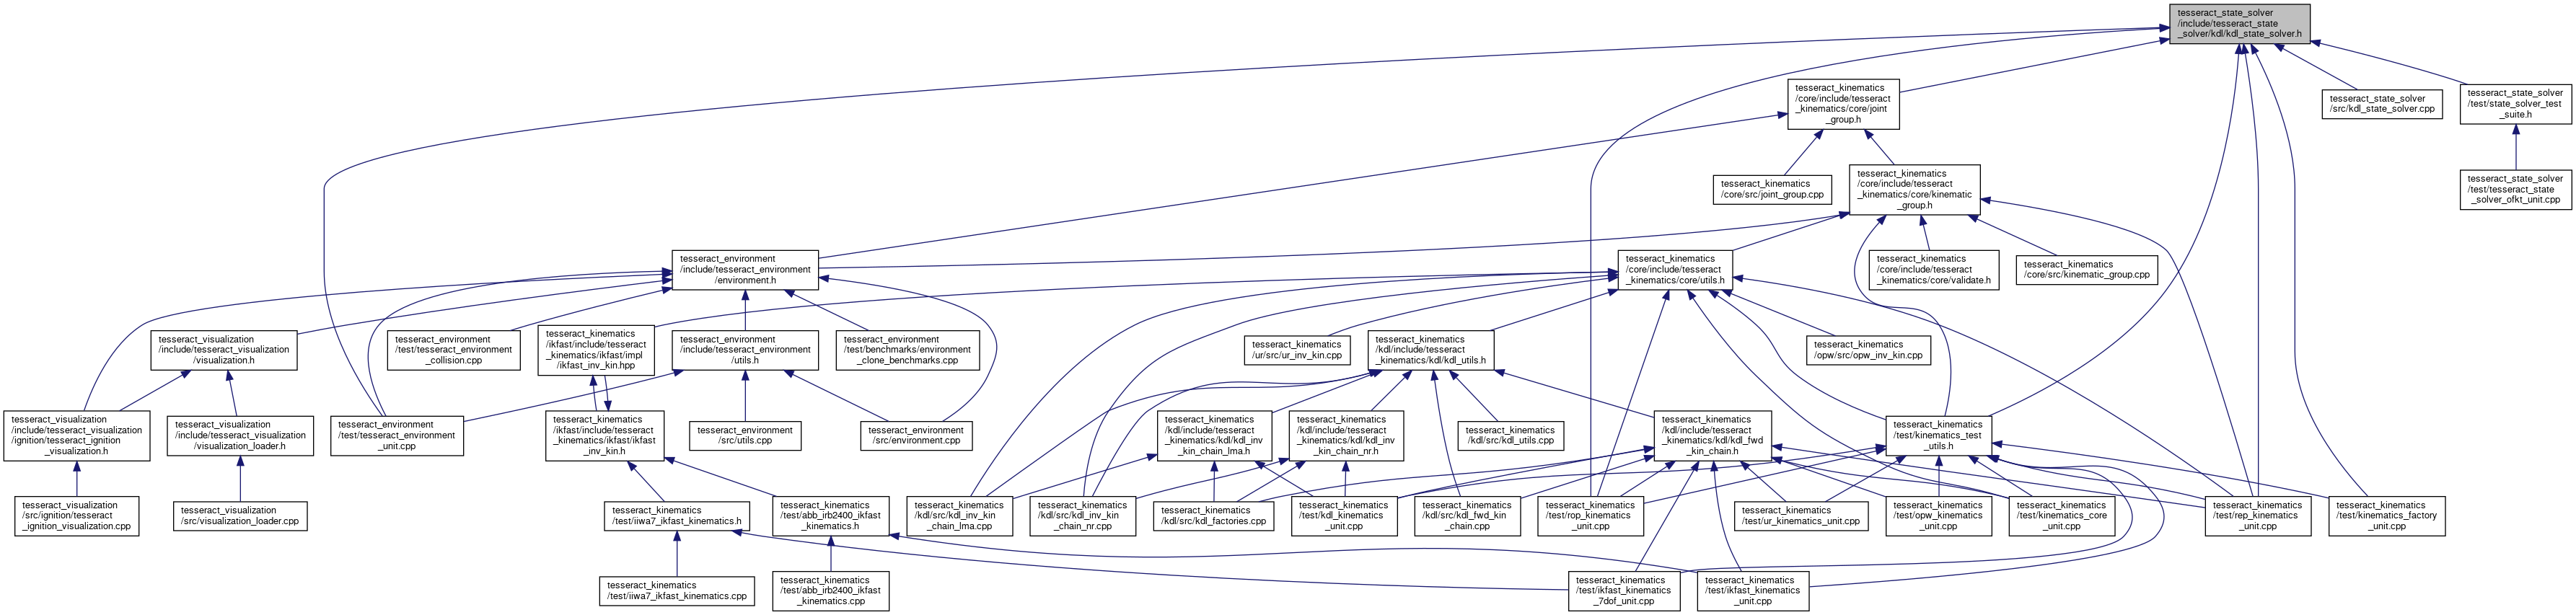 tesseract_state_solver
/include/tesseract_state
_solver/kdl/kdl_state_solver.h
tesseract_kinematics
/core/include/tesseract
_kinematics/core/joint
_group.h
tesseract_state_solver
/src/kdl_state_solver.cpp
tesseract_state_solver
/test/state_solver_test
_suite.h
tesseract_kinematics
/core/src/joint_group.cpp
tesseract_kinematics
/core/include/tesseract
_kinematics/core/kinematic
_group.h
tesseract_state_solver
/test/tesseract_state
_solver_ofkt_unit.cpp
tesseract_environment
/include/tesseract_environment
/environment.h
tesseract_kinematics
/core/include/tesseract
_kinematics/core/utils.h
tesseract_kinematics
/core/include/tesseract
_kinematics/core/validate.h
tesseract_kinematics
/core/src/kinematic_group.cpp
tesseract_visualization
/include/tesseract_visualization
/visualization.h
tesseract_environment
/test/tesseract_environment
_collision.cpp
tesseract_kinematics
/ikfast/include/tesseract
_kinematics/ikfast/impl
/ikfast_inv_kin.hpp
tesseract_environment
/include/tesseract_environment
/utils.h
tesseract_environment
/test/benchmarks/environment
_clone_benchmarks.cpp
tesseract_kinematics
/ur/src/ur_inv_kin.cpp
tesseract_kinematics
/kdl/include/tesseract
_kinematics/kdl/kdl_utils.h
tesseract_kinematics
/opw/src/opw_inv_kin.cpp
tesseract_visualization
/include/tesseract_visualization
/ignition/tesseract_ignition
_visualization.h
tesseract_visualization
/include/tesseract_visualization
/visualization_loader.h
tesseract_environment
/test/tesseract_environment
_unit.cpp
tesseract_kinematics
/ikfast/include/tesseract
_kinematics/ikfast/ikfast
_inv_kin.h
tesseract_environment
/src/utils.cpp
tesseract_environment
/src/environment.cpp
tesseract_kinematics
/kdl/include/tesseract
_kinematics/kdl/kdl_inv
_kin_chain_lma.h
tesseract_kinematics
/kdl/include/tesseract
_kinematics/kdl/kdl_inv
_kin_chain_nr.h
tesseract_kinematics
/kdl/src/kdl_utils.cpp
tesseract_kinematics
/kdl/include/tesseract
_kinematics/kdl/kdl_fwd
_kin_chain.h
tesseract_kinematics
/test/kinematics_test
_utils.h
tesseract_visualization
/src/ignition/tesseract
_ignition_visualization.cpp
tesseract_visualization
/src/visualization_loader.cpp
tesseract_kinematics
/test/iiwa7_ikfast_kinematics.h
tesseract_kinematics
/test/abb_irb2400_ikfast
_kinematics.h
tesseract_kinematics
/kdl/src/kdl_inv_kin
_chain_lma.cpp
tesseract_kinematics
/kdl/src/kdl_inv_kin
_chain_nr.cpp
tesseract_kinematics
/kdl/src/kdl_factories.cpp
tesseract_kinematics
/test/kdl_kinematics
_unit.cpp
tesseract_kinematics
/kdl/src/kdl_fwd_kin
_chain.cpp
tesseract_kinematics
/test/rop_kinematics
_unit.cpp
tesseract_kinematics
/test/ur_kinematics_unit.cpp
tesseract_kinematics
/test/opw_kinematics
_unit.cpp
tesseract_kinematics
/test/kinematics_core
_unit.cpp
tesseract_kinematics
/test/rep_kinematics
_unit.cpp
tesseract_kinematics
/test/kinematics_factory
_unit.cpp
tesseract_kinematics
/test/iiwa7_ikfast_kinematics.cpp
tesseract_kinematics
/test/abb_irb2400_ikfast
_kinematics.cpp
tesseract_kinematics
/test/ikfast_kinematics
_7dof_unit.cpp
tesseract_kinematics
/test/ikfast_kinematics
_unit.cpp